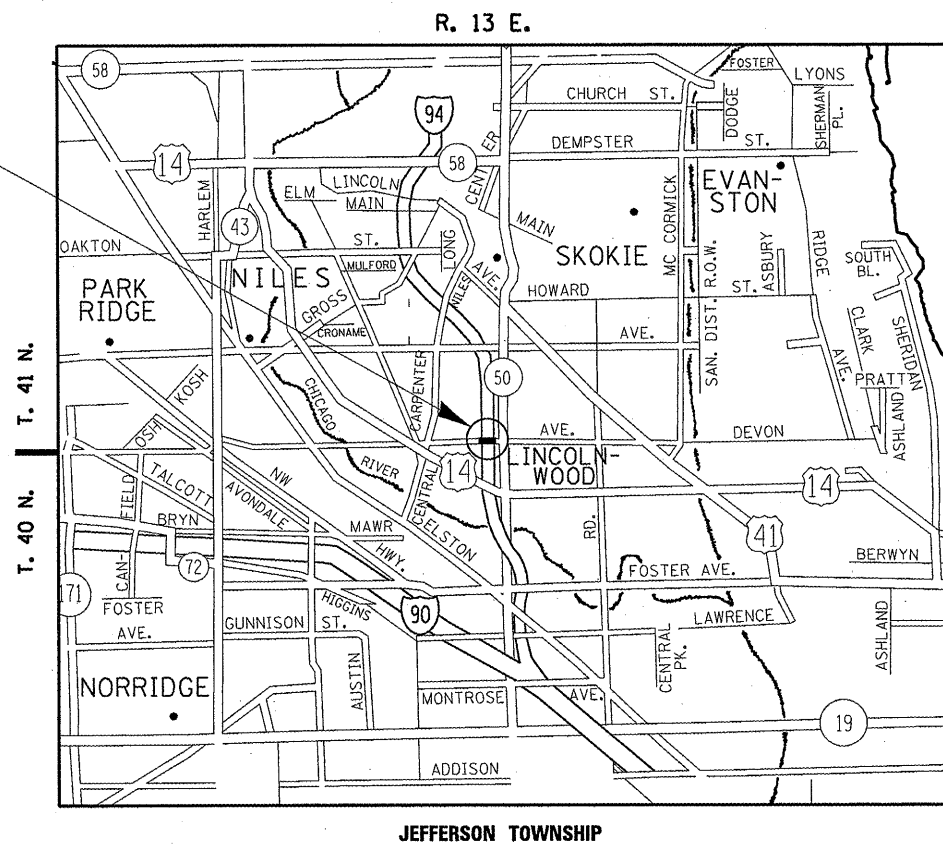 R. 13 E.
58
FOSTER
LYONS
CHURCH ST.
DODGE
SHERMAN PL.
94
DEMPSTER ST.
14
58
CENTER
LINCOLN
ELM
MAIN
HARLEM
43
EVAN-
STON
MC CORMICK
MAIN
SKOKIE
OAKTON ST.
LONG
AVE.
MULFORD
NILES
PARK
RIDGE
GROSS
CRONAME
NILES
HOWARD ST.
ASBURY
RIDGE
AVE.
SOUTH
BL.
SHERIDAN
CLARK
SAN. DIST. R.O.W.
AVE.
PRATT
ASHLAND
T. 41 N.
CARPENTER
50
CHICAGO
RIVER
OSH KOSH
AVE.
DEVON
LINCOLN-
WOOD
14
14
CENTRAL
T. 40 N.
TALCOTT
NW
HWY.
AVONDALE
CAN-
FIELD
BRYN MAWR
ELSTON
RD.
41
BERWYN
72
171
FOSTER
AVE.
HIGGINS
90
FOSTER AVE.
GUNNISON ST.
LAWRENCE
CENTRAL
PK.
ASHLAND
AUSTIN
NORRIDGE
MONTROSE AVE.
19
ADDISON
JEFFERSON TOWNSHIP